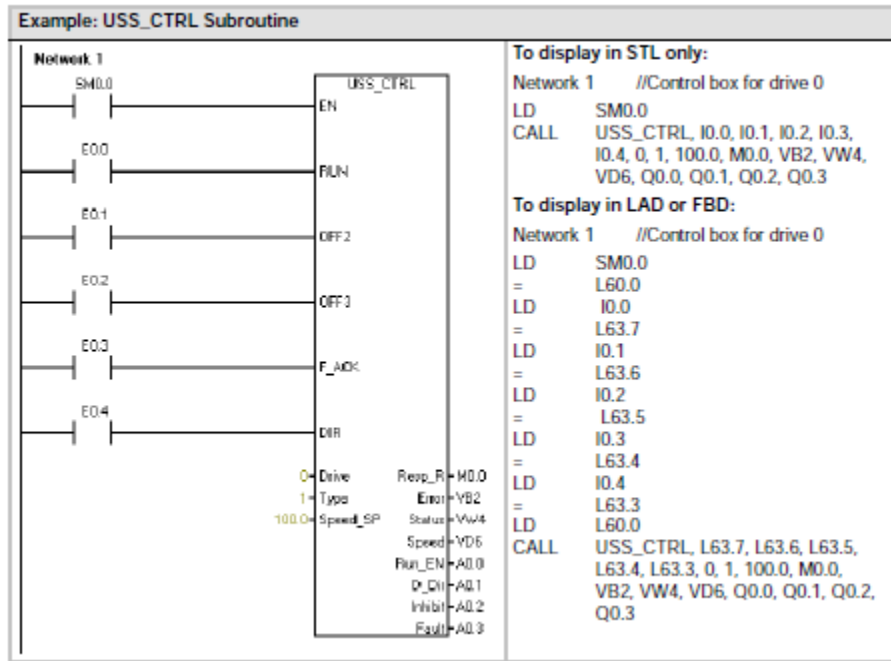 Example: USS_CTRL Subroutine
Network 1
SM0.0
USS_CTRL
EN
E0.0
RUN
E0.1
OFF2
E0.2
OFF3
E0.3
F_ACK
E0.4
DIR
0 Drive Resp_R M0.0
1 Type Error VB2
100.0 Speed_SP Status VW4
Speed VD6
Run_EN A0.0
D_Dir A0.1
Inhibit A0.2
Fault A0.3
To display in STL only:
Network 1 //Control box for drive 0
LD SM0.0
CALL USS_CTRL, I0.0, I0.1, I0.2, I0.3,
I0.4, 0, 1, 100.0, M0.0, VB2, VW4,
VD6, Q0.0, Q0.1, Q0.2, Q0.3
To display in LAD or FBD:
Network 1 //Control box for drive 0
LD SM0.0
= L60.0
LD I0.0
= L63.7
LD I0.1
= L63.6
LD I0.2
= L63.5
LD I0.3
= L63.4
LD I0.4
= L63.3
LD L60.0
CALL USS_CTRL, L63.7, L63.6, L63.5,
L63.4, L63.3, 0, 1, 100.0, M0.0,
VB2, VW4, VD6, Q0.0, Q0.1, Q0.2,
Q0.3